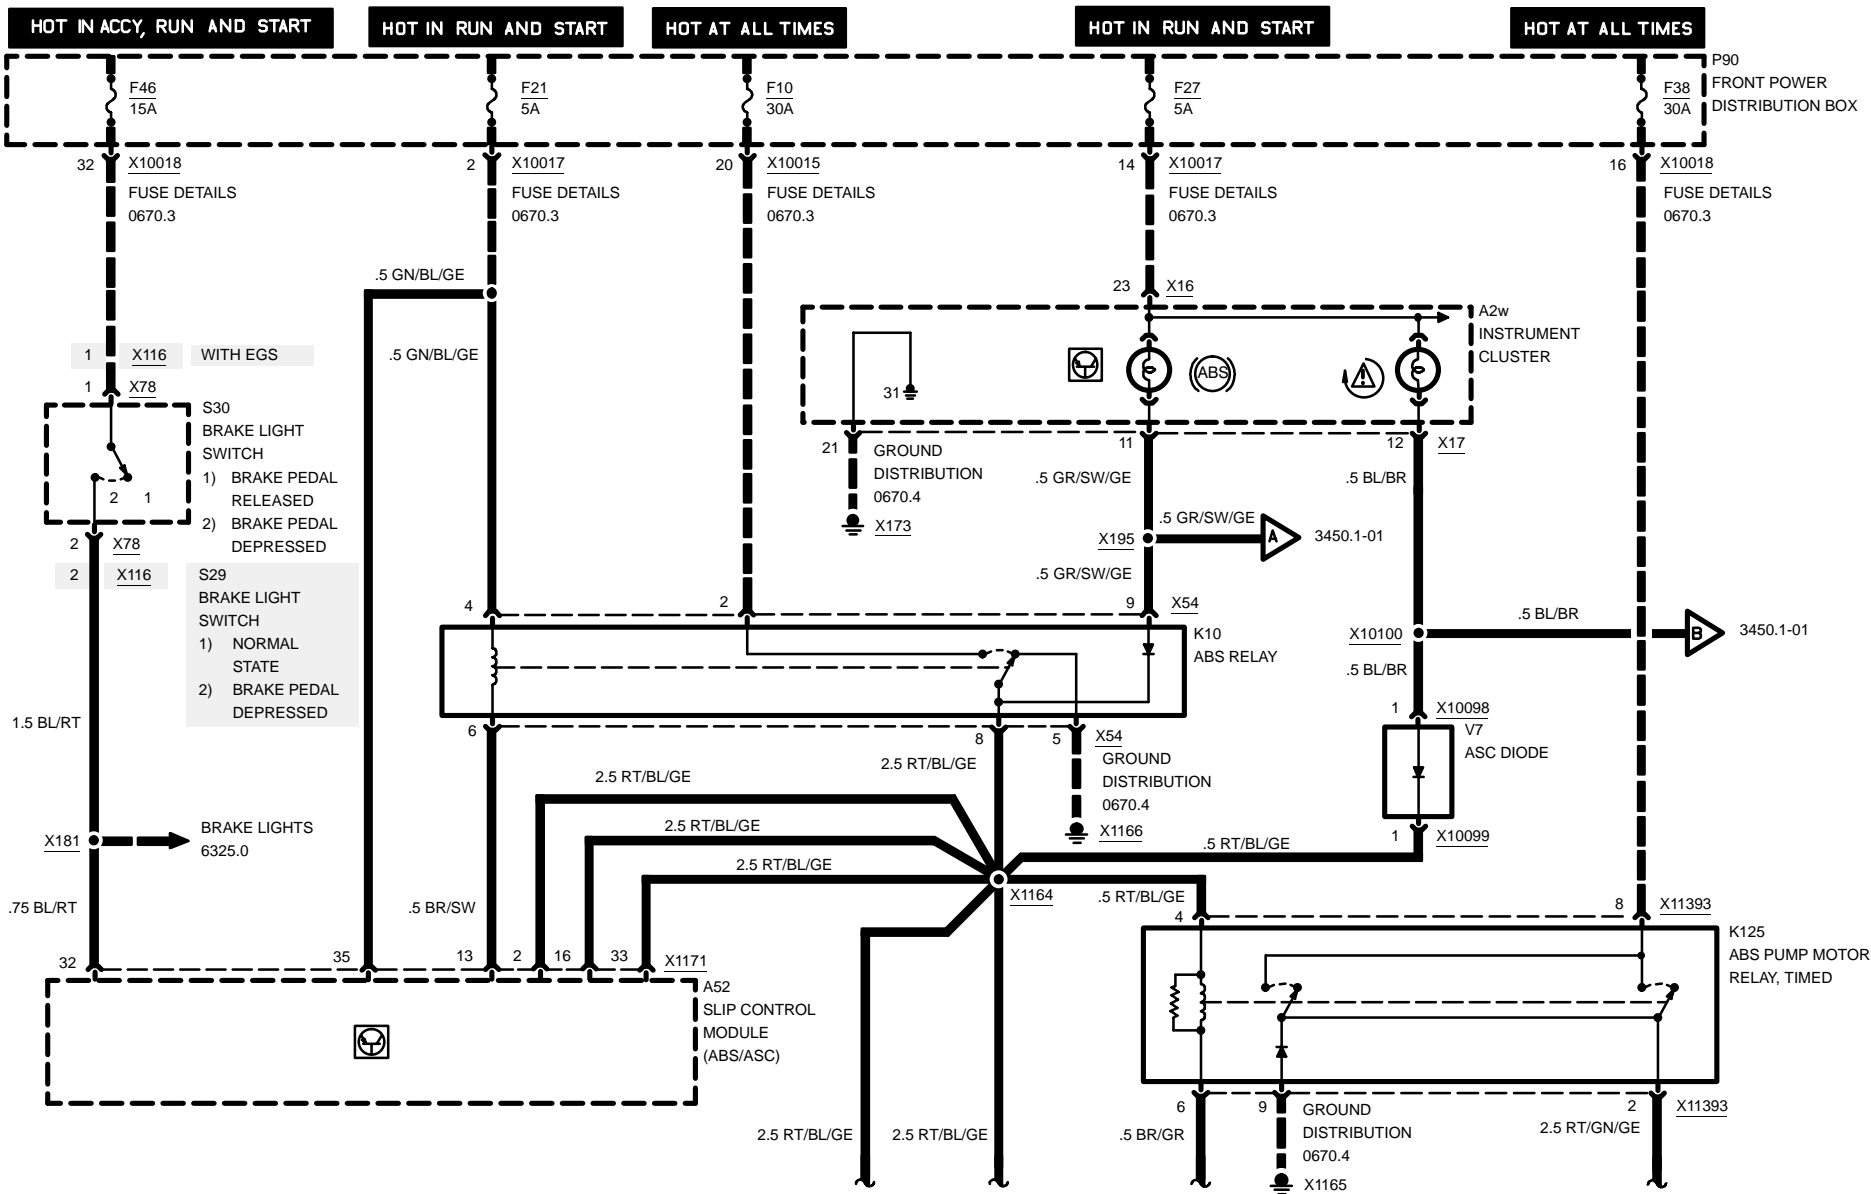 HOT IN ACCY, RUN AND START
HOT IN RUN AND START
HOT AT ALL TIMES
HOT IN RUN AND START
HOT AT ALL TIMES
P90
FRONT POWER
DISTRIBUTION BOX
F46
15A
F21
5A
F10
30A
F27
5A
F38
30A
32
X10018
FUSE DETAILS
0670.3
2
X10017
FUSE DETAILS
0670.3
20
X10015
FUSE DETAILS
0670.3
14
X10017
FUSE DETAILS
0670.3
16
X10018
FUSE DETAILS
0670.3
.5 GN/BL/GE
.5 GN/BL/GE
23
X16
A2w
INSTRUMENT
CLUSTER
ABS
31
1
X116
WITH EGS
1
X78
S30
BRAKE LIGHT
SWITCH
1) BRAKE PEDAL
RELEASED
2) BRAKE PEDAL
DEPRESSED
2 1
2
X78
2
X116
S29
BRAKE LIGHT
SWITCH
1) NORMAL
STATE
2) BRAKE PEDAL
DEPRESSED
21
GROUND
DISTRIBUTION
0670.4
X173
11
12
X17
.5 GR/SW/GE
.5 BL/BR
.5 GR/SW/GE
X195
A
3450.1-01
.5 GR/SW/GE
.5 BL/BR
X10100
B
3450.1-01
.5 BL/BR
4
2
9
X54
K10
ABS RELAY
6
8
5
X54
GROUND
DISTRIBUTION
0670.4
X1166
1
X10098
V7
ASC DIODE
1
X10099
1.5 BL/RT
X181
BRAKE LIGHTS
6325.0
.75 BL/RT
2.5 RT/BL/GE
2.5 RT/BL/GE
2.5 RT/BL/GE
2.5 RT/BL/GE
.5 RT/BL/GE
X1164
.5 RT/BL/GE
.5 BR/SW
32
35
13
2
16
33
X1171
A52
SLIP CONTROL
MODULE
(ABS/ASC)
4
8
X11393
K125
ABS PUMP MOTOR
RELAY, TIMED
6
9
GROUND
DISTRIBUTION
0670.4
X1165
2
X11393
2.5 RT/BL/GE
2.5 RT/BL/GE
.5 BR/GR
2.5 RT/GN/GE